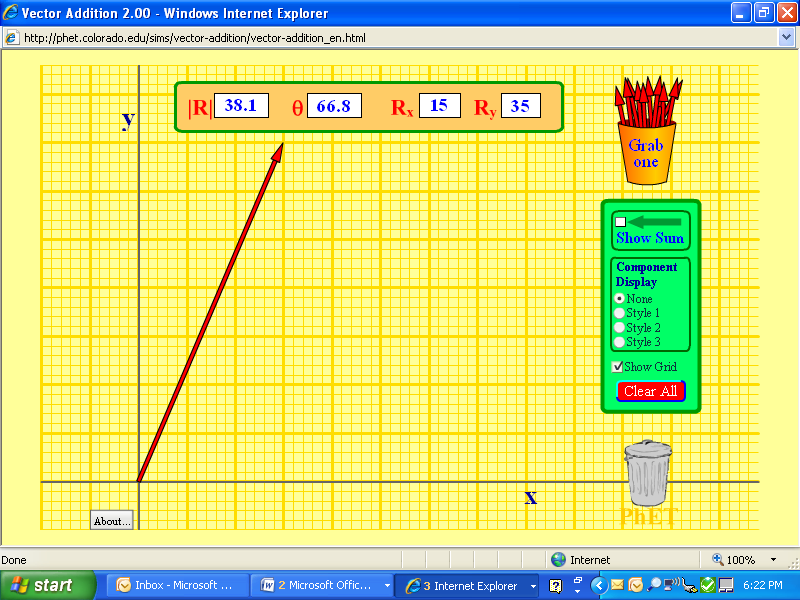 Vector Addition 2.00 - Windows Internet Explorer
http://phet.colorado.edu/sims/vector-addition/vector-addition_en.html
y
|R| 38.1 θ 66.8 Rx 15 Ry 35
Grab
one
Show Sum
Component
Display
None
Style 1
Style 2
Style 3
Show Grid
Clear All
x
PhET
About...
Done
Internet
100%
start
Inbox - Microsoft ...
2 Microsoft Offic...
3 Internet Explorer
6:22 PM